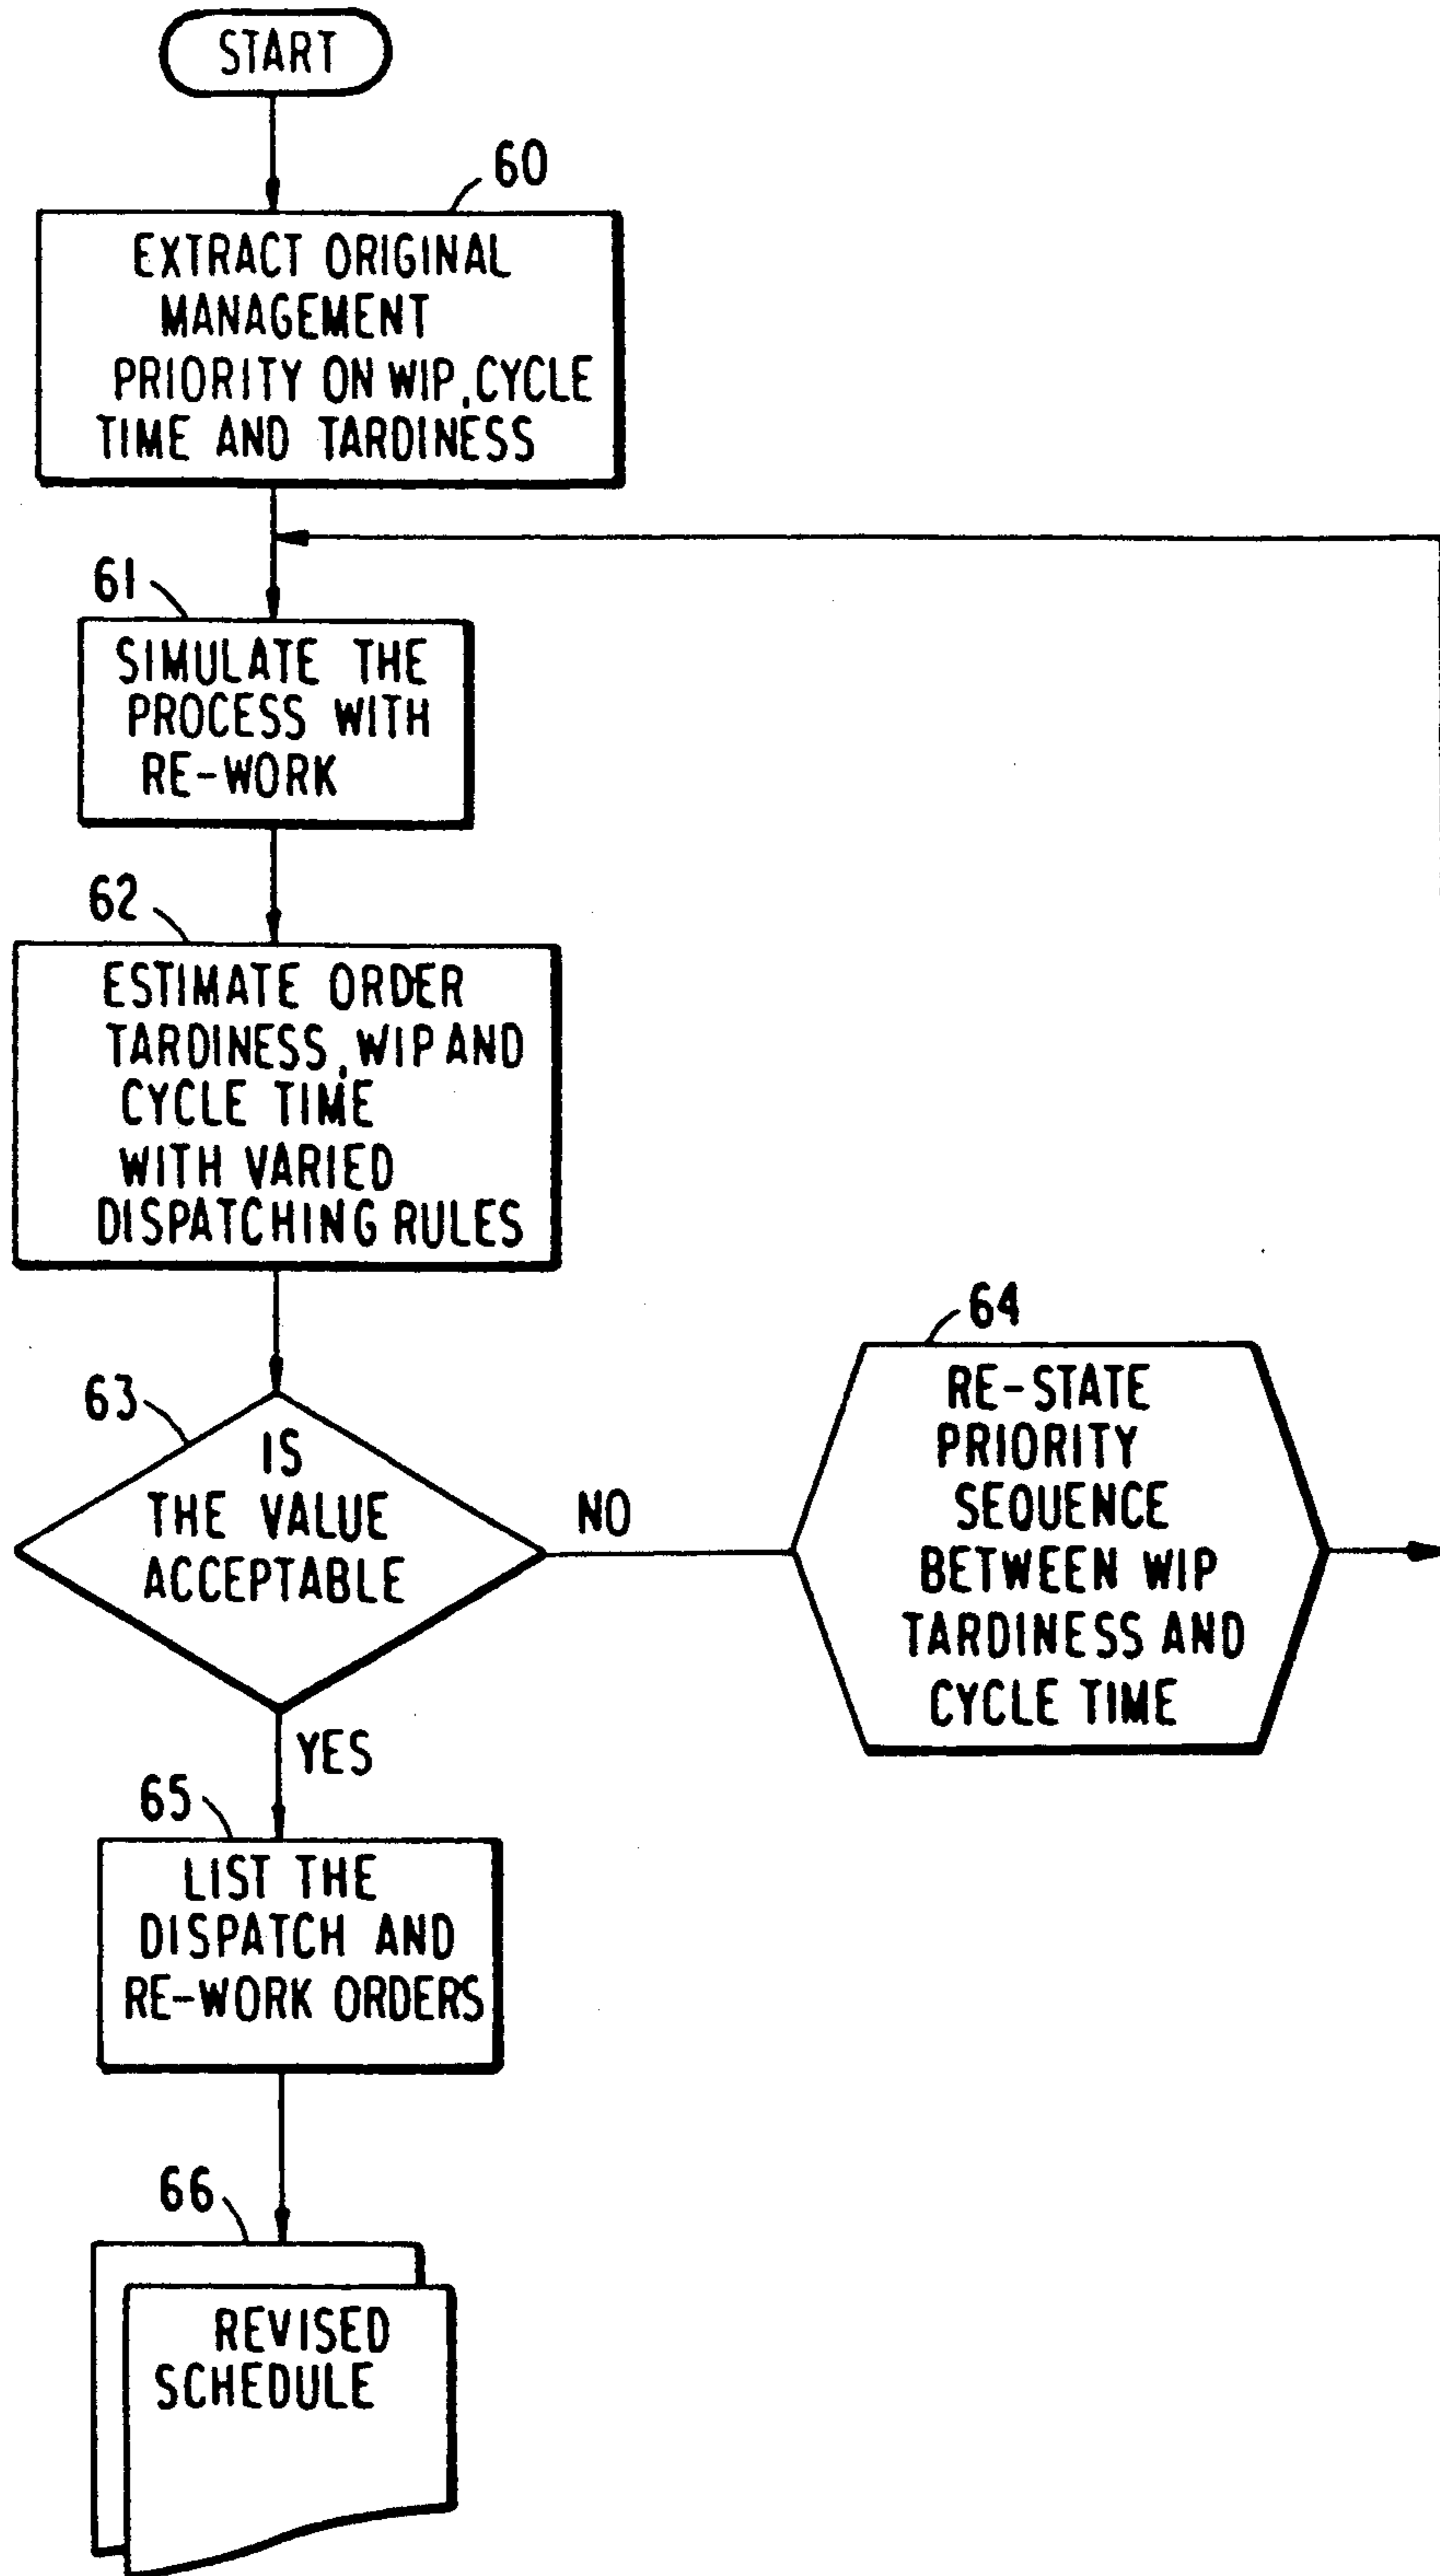 START
60
EXTRACT ORIGINAL
MANAGEMENT
PRIORITY ON WIP, CYCLE
TIME AND TARDINESS
61
SIMULATE THE
PROCESS WITH
RE-WORK
62
ESTIMATE ORDER
TARDINESS, WIP AND
CYCLE TIME
WITH VARIED
DISPATCHING RULES
63
IS
THE VALUE
ACCEPTABLE
NO
64
RE-STATE
PRIORITY
SEQUENCE
BETWEEN WIP
TARDINESS AND
CYCLE TIME
YES
65
LIST THE
DISPATCH AND
RE-WORK ORDERS
66
REVISED
SCHEDULE